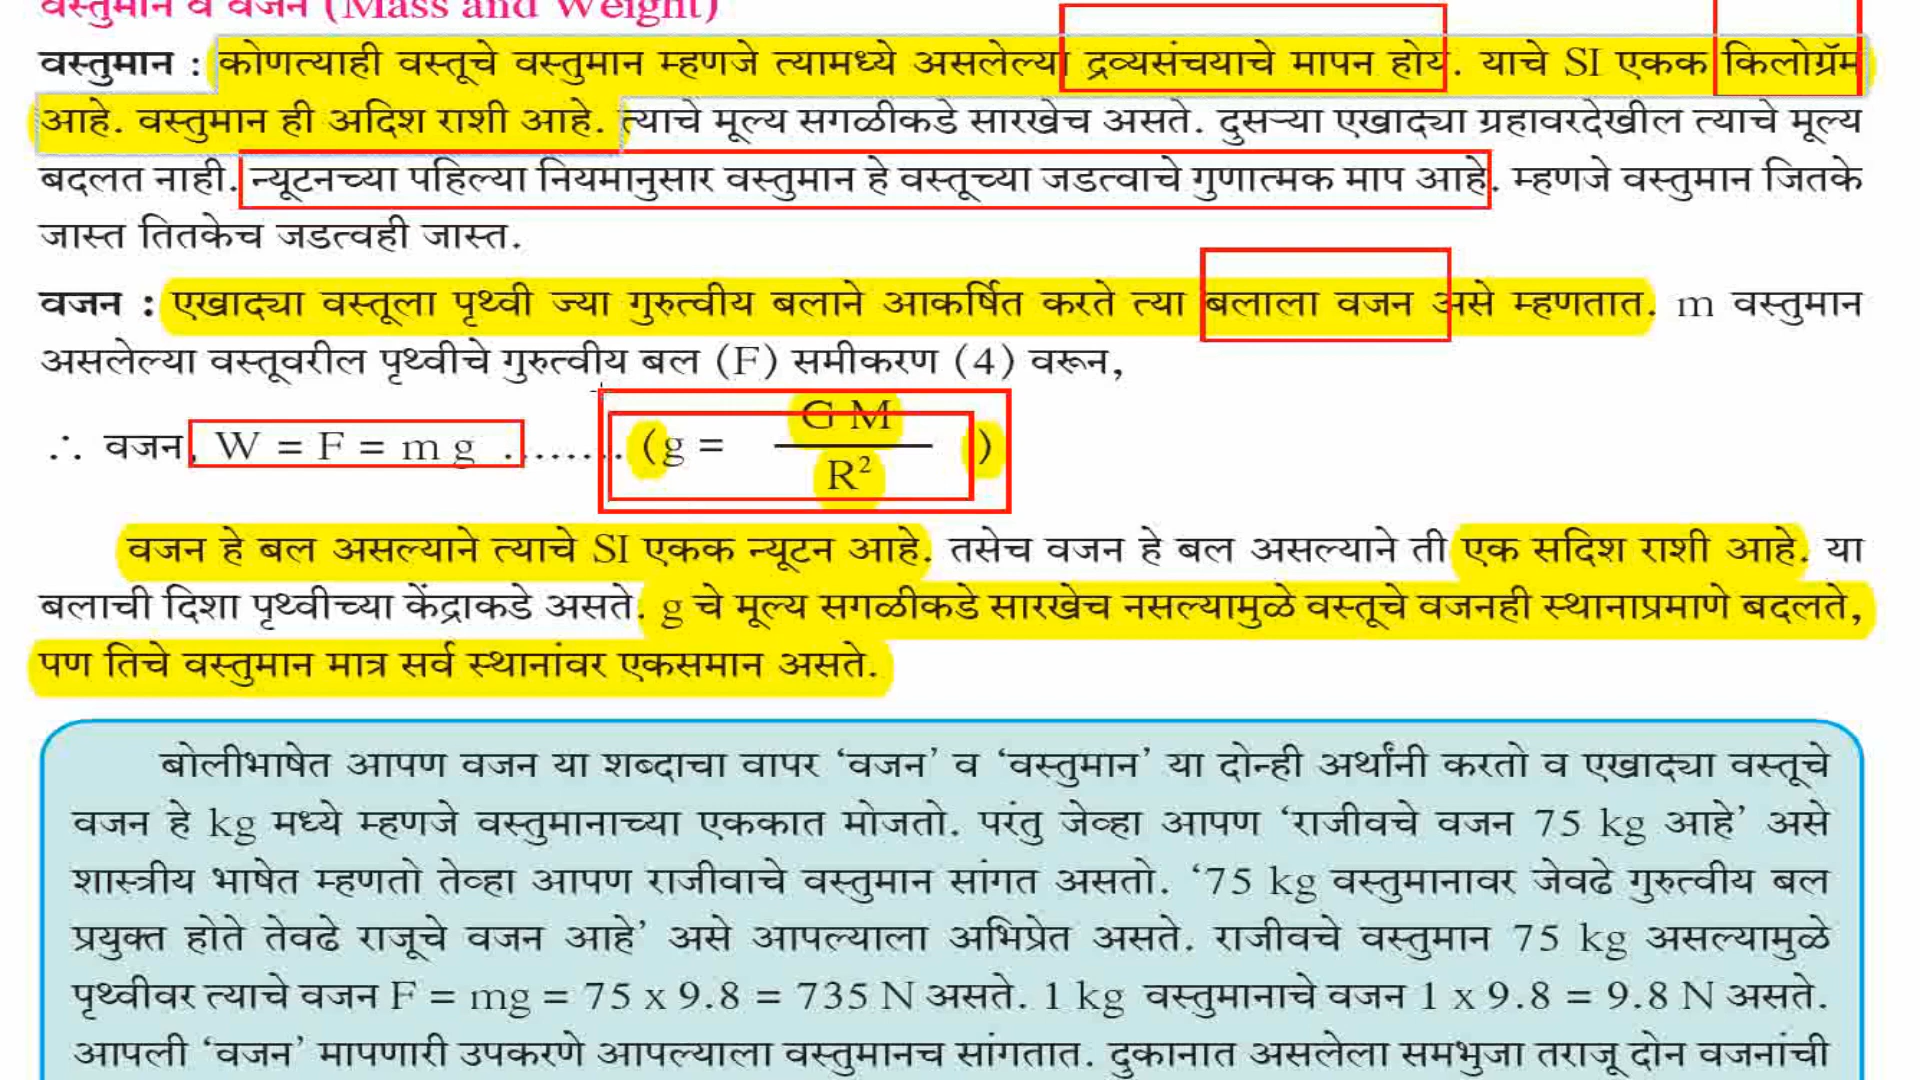 वस्तुमान व वजन (Mass and Weight)
वस्तुमान : कोणत्याही वस्तूचे वस्तुमान म्हणजे त्यामध्ये असलेल्या द्रव्यसंचयाचे मापन होय. याचे SI एकक किलोग्रॅम
आहे. वस्तुमान ही अदिश राशी आहे. त्याचे मूल्य सगळीकडे सारखेच असते. दुसऱ्या एखाद्या ग्रहावरदेखील त्याचे मूल्य
बदलत नाही. न्यूटनच्या पहिल्या नियमानुसार वस्तुमान हे वस्तूच्या जडत्वाचे गुणात्मक माप आहे. म्हणजे वस्तुमान जितके
जास्त तितकेच जडत्वही जास्त.
वजन : एखाद्या वस्तूला पृथ्वी ज्या गुरुत्वीय बलाने आकर्षित करते त्या बलाला वजन असे म्हणतात. m वस्तुमान
असलेल्या वस्तूवरील पृथ्वीचे गुरुत्वीय बल (F) समीकरण (4) वरून,
∴ वजन, W = F = m g ........ (g = G M / R²)
वजन हे बल असल्याने त्याचे SI एकक न्यूटन आहे. तसेच वजन हे बल असल्याने ती एक सदिश राशी आहे. या
बलाची दिशा पृथ्वीच्या केंद्राकडे असते. g चे मूल्य सगळीकडे सारखेच नसल्यामुळे वस्तूचे वजनही स्थानाप्रमाणे बदलते,
पण तिचे वस्तुमान मात्र सर्व स्थानांवर एकसमान असते.
बोलीभाषेत आपण वजन या शब्दाचा वापर ‘वजन’ व ‘वस्तुमान’ या दोन्ही अर्थांनी करतो व एखाद्या वस्तूचे
वजन हे kg मध्ये म्हणजे वस्तुमानाच्या एककात मोजतो. परंतु जेव्हा आपण ‘राजीवचे वजन 75 kg आहे’ असे
शास्त्रीय भाषेत म्हणतो तेव्हा आपण राजीवाचे वस्तुमान सांगत असतो. ‘75 kg वस्तुमानावर जेवढे गुरुत्वीय बल
प्रयुक्त होते तेवढे राजूचे वजन आहे’ असे आपल्याला अभिप्रेत असते. राजीवचे वस्तुमान 75 kg असल्यामुळे
पृथ्वीवर त्याचे वजन F = mg = 75 x 9.8 = 735 N असते. 1 kg वस्तुमानाचे वजन 1 x 9.8 = 9.8 N असते.
आपली ‘वजन’ मापणारी उपकरणे आपल्याला वस्तुमानच सांगतात. दुकानात असलेला समभुजा तराजू दोन वजनांची